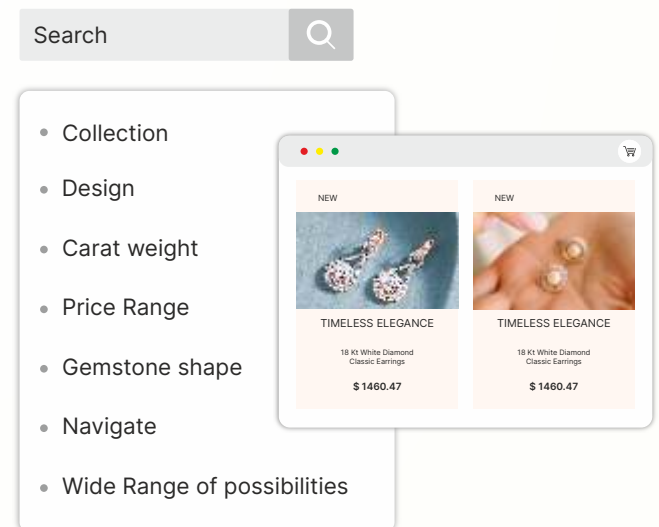 Search
Collection
Design
Carat weight
Price Range
Gemstone shape
Navigate
Wide Range of possibilities
NEW
TIMELESS ELEGANCE
18 Kt White Diamond
Classic Earrings
$ 1460.47
NEW
TIMELESS ELEGANCE
18 Kt White Diamond
Classic Earrings
$ 1460.47